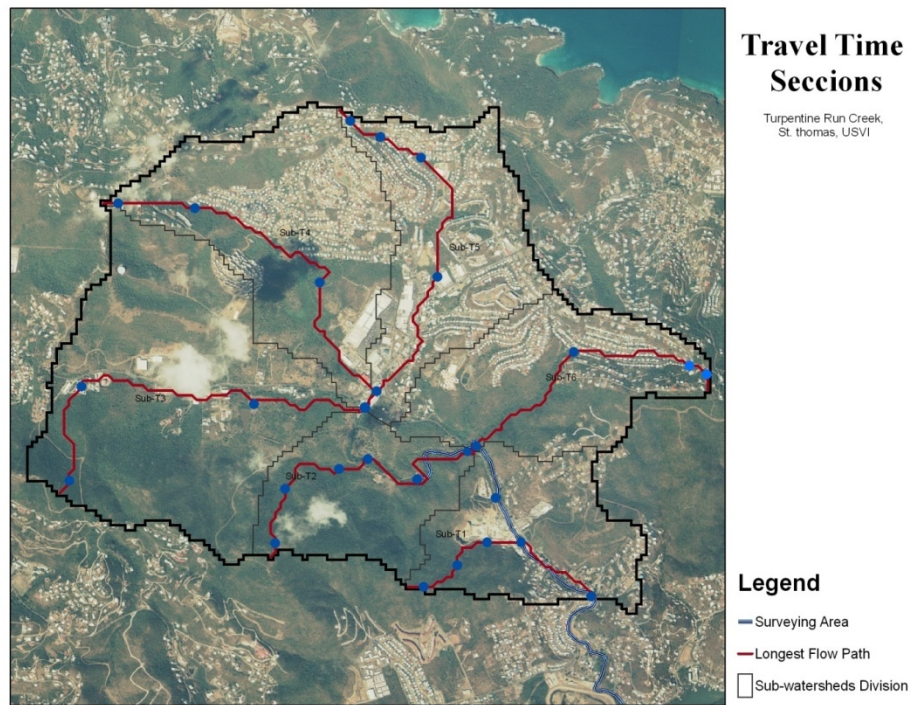 Travel Time
Seccions
Turpentine Run Creek,
St. thomas, USVI
Sub-T4
Sub-T5
Sub-T6
Sub-T3
Sub-T2
Sub-T1
Legend
Surveying Area
Longest Flow Path
Sub-watersheds Division